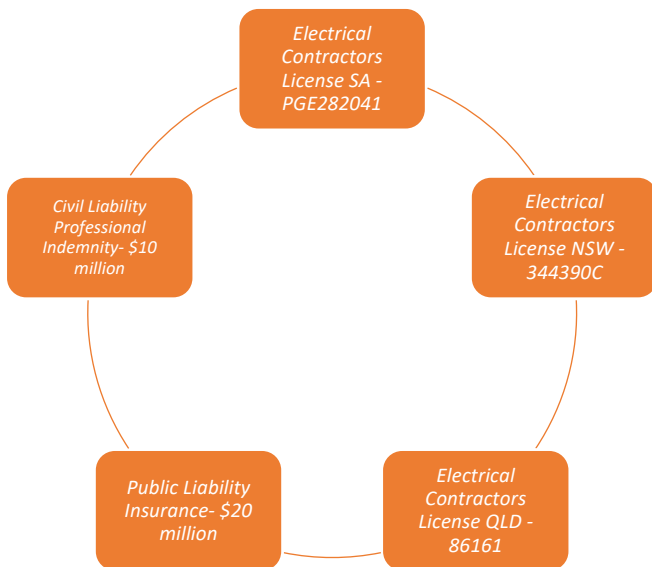 Electrical
Contractors
License SA -
PGE282041
Electrical
Contractors
License NSW -
344390C
Electrical
Contractors
License QLD -
86161
Public Liability
Insurance- $20
million
Civil Liability
Professional
Indemnity- $10
million